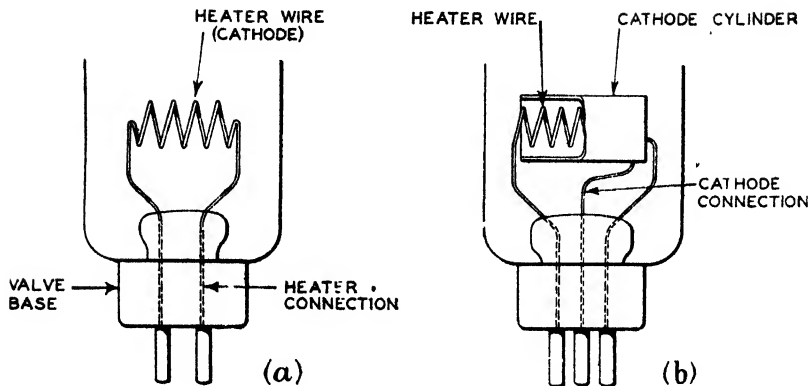 HEATER WIRE
(CATHODE)
HEATER WIRE
CATHODE CYLINDER
CATHODE
CONNECTION
VALVE
BASE
HEATER
CONNECTION
(a)
(b)